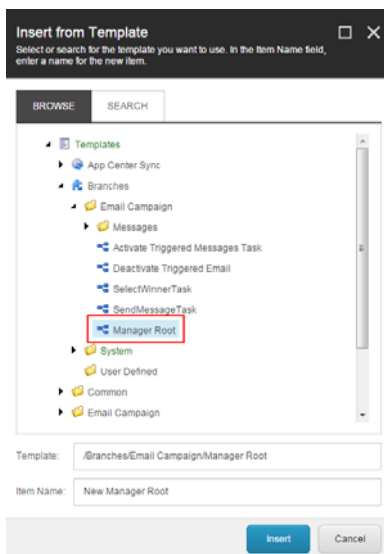 Insert from Template
Select or search for the template you want to use. In the Item Name field,
enter a name for the new item.
BROWSE SEARCH
Templates
App Center Sync
Branches
Email Campaign
Messages
Activate Triggered Messages Task
Deactivate Triggered Email
SelectWinnerTask
SendMessageTask
Manager Root
System
User Defined
Common
Email Campaign
Template: /Branches/Email Campaign/Manager Root
Item Name: New Manager Root
Insert Cancel